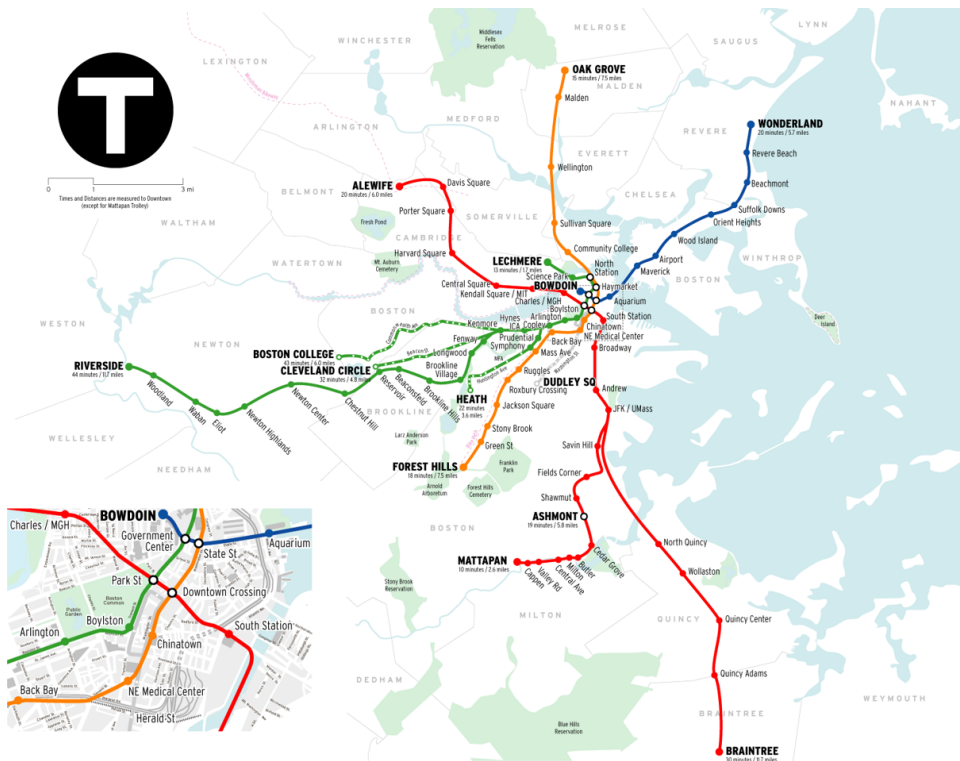 T
0 1 3 mi
Times and Distances are measured to Downtown
(except for Mattapan Trolley)
LEXINGTON
WINCHESTER
Middlesex
Fells
Reservation
MELROSE
SAUGUS
LYNN
NAHANT
ARLINGTON
MEDFORD
MALDEN
REVERE
EVERETT
CHELSEA
BELMONT
SOMERVILLE
CAMBRIDGE
WALTHAM
WATERTOWN
WINTHROP
BOSTON
WESTON
NEWTON
BOSTON
BROOKLINE
WELLESLEY
NEEDHAM
BOSTON
MILTON
QUINCY
DEDHAM
BRAINTREE
WEYMOUTH
OAK GROVE
15 minutes / 7.5 miles
Malden
Wellington
Sullivan Square
Community College
North
Station
Haymarket
WONDERLAND
20 minutes / 5.7 miles
Revere Beach
Beachmont
Suffolk Downs
Orient Heights
Wood Island
Airport
Maverick
Aquarium
ALEWIFE
20 minutes / 6.0 miles
Davis Square
Porter Square
Harvard Square
Central Square
Kendall Square / MIT
Charles / MGH
Fresh Pond
Mt. Auburn
Cemetery
LECHMERE
13 minutes / 1.7 miles
Science Park
BOWDOIN
Boylston
Arlington
Copley
Hynes
ICA
Kenmore
Prudential
Symphony
Fenway
Longwood
Brookline
Village
Brookline Hills
Beaconsfield
Reservoir
Chestnut Hill
Newton Center
Newton Highlands
Eliot
Waban
Woodland
RIVERSIDE
44 minutes / 11.7 miles
BOSTON COLLEGE
43 minutes / 6.0 miles
CLEVELAND CIRCLE
32 minutes / 4.8 miles
Beacon St
Huntington Ave
MFA
HEATH
22 minutes
3.6 miles
South Station
Chinatown
NE Medical Center
Back Bay
Mass Ave
Ruggles
Roxbury Crossing
Jackson Square
Stony Brook
Green St
FOREST HILLS
18 minutes / 7.5 miles
DUDLEY SQ
Washington St
Broadway
Andrew
JFK / UMass
Savin Hill
Fields Corner
Shawmut
ASHMONT
19 minutes / 5.8 miles
Cedar Grove
Butler
Milton
Central Ave
Valley Rd
Cappen
MATTAPAN
10 minutes / 2.6 miles
North Quincy
Wollaston
Quincy Center
Quincy Adams
BRAINTREE
30 minutes / 11.7 miles
Larz Anderson
Park
Arnold
Arboretum
Franklin
Park
Forest Hills
Cemetery
Stony Brook
Reservation
Blue Hills
Reservation
Deer
Island
BOWDOIN
Charles / MGH
Government
Center
State St
Aquarium
Park St
Downtown Crossing
Public
Garden
Boston
Common
Boylston
Arlington
South Station
Chinatown
Back Bay
NE Medical Center
Herald St